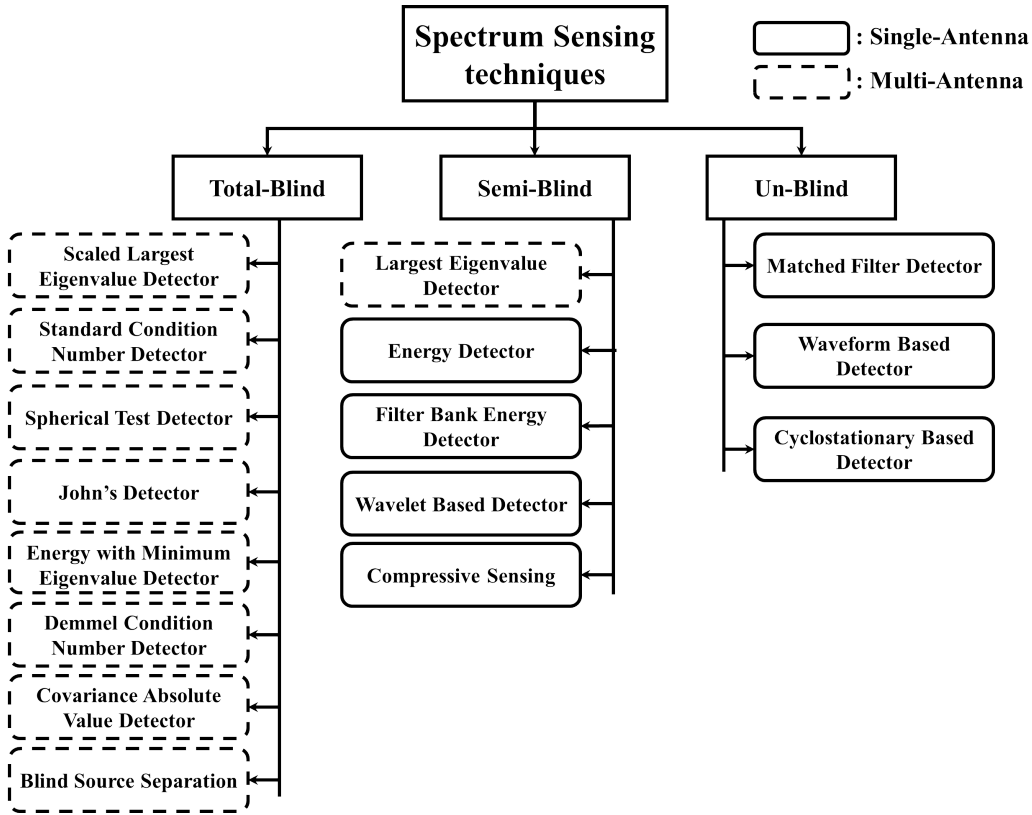 Spectrum Sensing
techniques
: Single-Antenna
: Multi-Antenna
Total-Blind
Semi-Blind
Un-Blind
Scaled Largest
Eigenvalue Detector
Standard Condition
Number Detector
Spherical Test Detector
John's Detector
Energy with Minimum
Eigenvalue Detector
Demmel Condition
Number Detector
Covariance Absolute
Value Detector
Blind Source Separation
Largest Eigenvalue
Detector
Energy Detector
Filter Bank Energy
Detector
Wavelet Based Detector
Compressive Sensing
Matched Filter Detector
Waveform Based
Detector
Cyclostationary Based
Detector